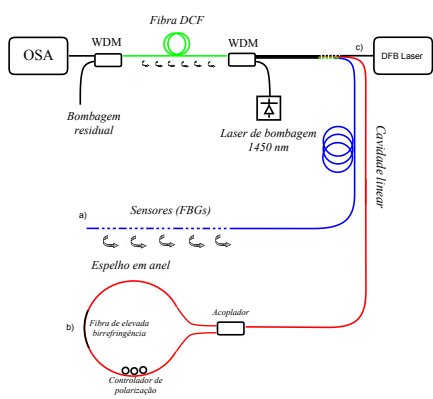 Fibra DCF
WDM
WDM
c)
OSA
DFB Laser
Bombagem
residual
Laser de bombagem
1450 nm
Cavidade linear
a)
Sensores (FBGs)
Espelho em anel
Acoplador
b)
Fibra de elevada
birrefringência
Controlador de
polarização